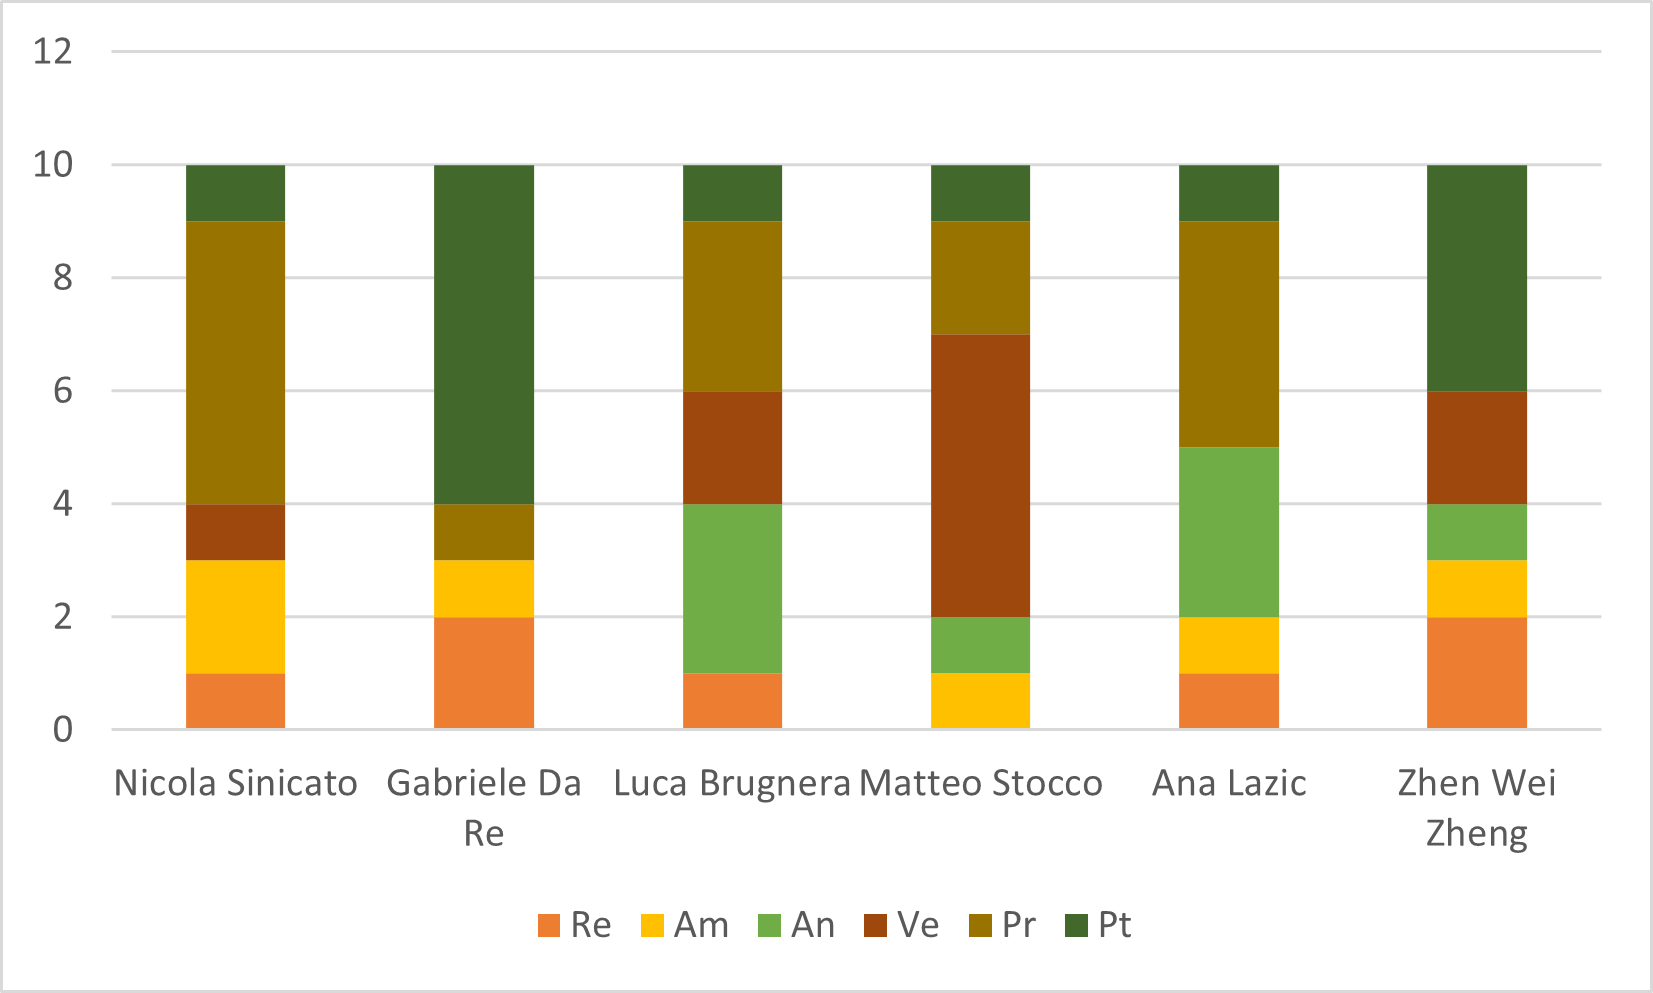 12
10
8
6
4
2
0
Nicola Sinicato
Gabriele Da
Re
Luca Brugnera
Matteo Stocco
Ana Lazic
Zhen Wei
Zheng
Re Am An Ve Pr Pt